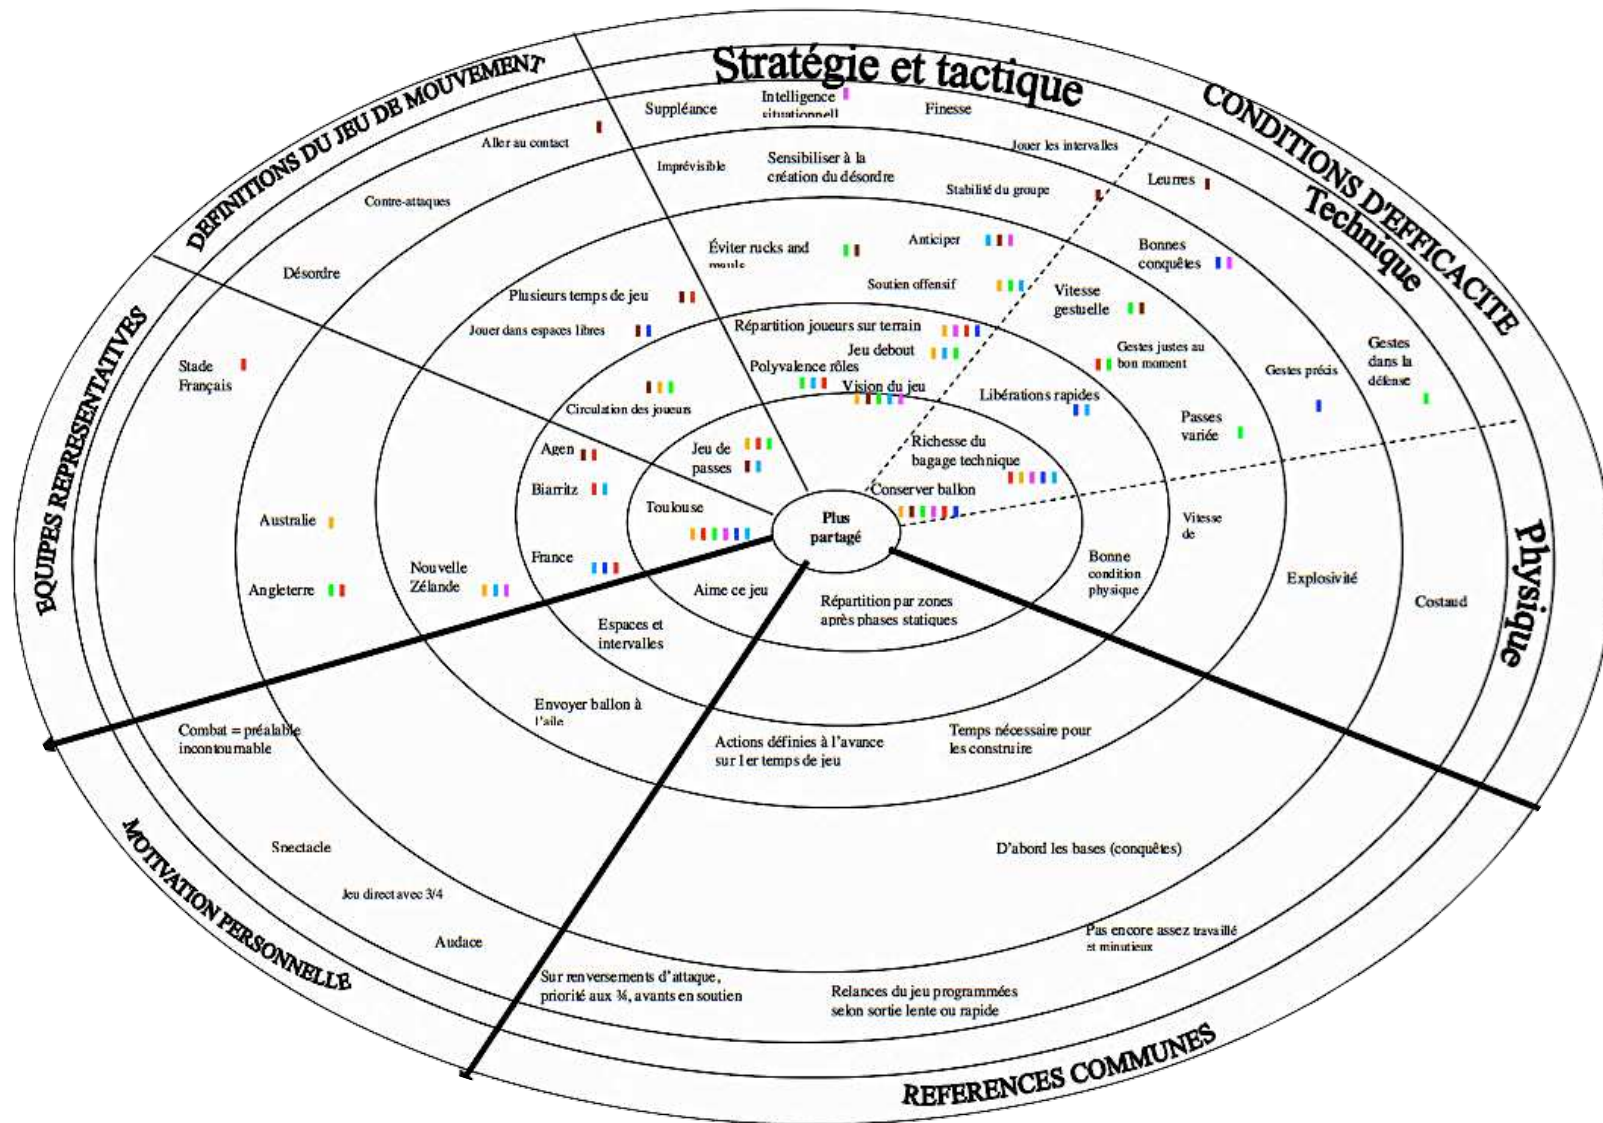 Stratégie et tactique
DEFINITIONS DU JEU DE MOUVEMENT
CONDITIONS D'EFFICACITE
Technique
Physique
EQUIPES REPRESENTATIVES
MOTIVATION PERSONNELLE
REFERENCES COMMUNES
Suppléance
Intelligence
situationnell
Finesse
Aller au contact
Jouer les intervalles
Imprévisible
Sensibiliser à la
création du désordre
Stabilité du groupe
Leurres
Contre-attaques
Désordre
Éviter rucks and
mauls
Anticiper
Bonnes
conquêtes
Soutien offensif
Plusieurs temps de jeu
Jouer dans espaces libres
Vitesse
gestuelle
Répartition joueurs sur terrain
Jeu debout
Gestes justes au
bon moment
Gestes
dans la
défense
Stade
Français
Polyvalence rôles
Vision du jeu
Gestes précis
Libérations rapides
Circulation des joueurs
Passes
variée
Agen
Jeu de
passes
Richesse du
bagage technique
Biarritz
Conserver ballon
Toulouse
Plus
partagé
Australie
Vitesse
de
France
Nouvelle
Zélande
Bonne
condition
physique
Angleterre
Aime ce jeu
Répartition par zones
après phases statiques
Explosivité
Costaud
Espaces et
intervalles
Envoyer ballon à
l'aile
Combat = préalable
incontournable
Actions définies à l'avance
sur 1er temps de jeu
Temps nécessaire pour
les construire
Spectacle
D'abord les bases (conquêtes)
Jeu direct avec 3/4
Audace
Pas encore assez travaillé
et minutieux
Sur renversements d'attaque,
priorité aux ¾, avants en soutien
Relances du jeu programmées
selon sortie lente ou rapide